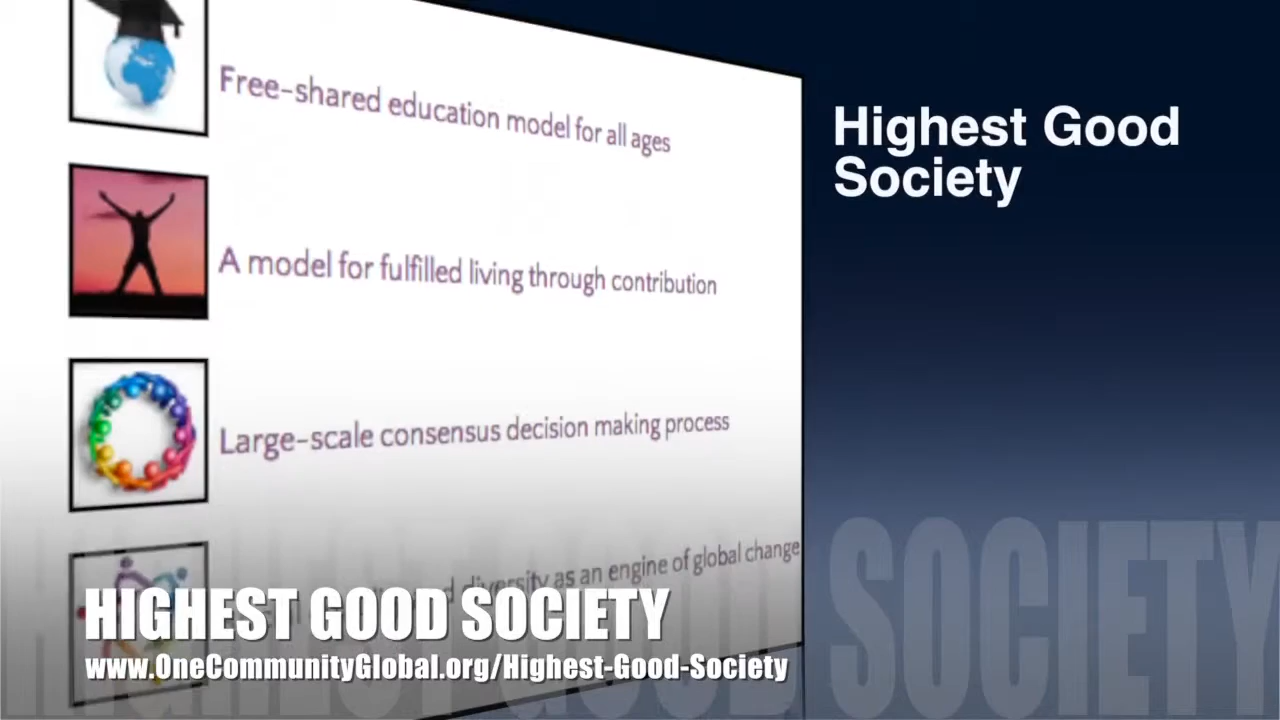 Free-shared education model for all ages
A model for fulfilled living through contribution
Large-scale consensus decision making process
diversity as an engine of global change
Highest Good
Society
HIGHEST GOOD SOCIETY
www.OneCommunityGlobal.org/Highest-Good-Society
HIGHEST GOOD SOCIETY